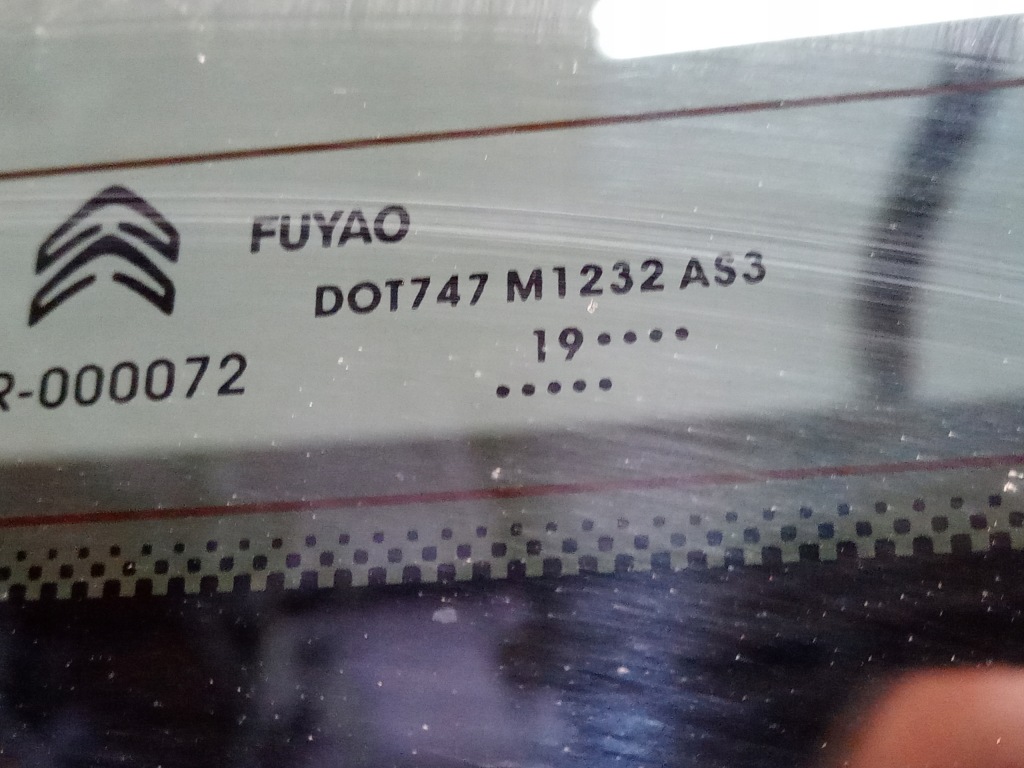 FUYAO
DOT747 M1232 AS3
19····
·····
R-000072